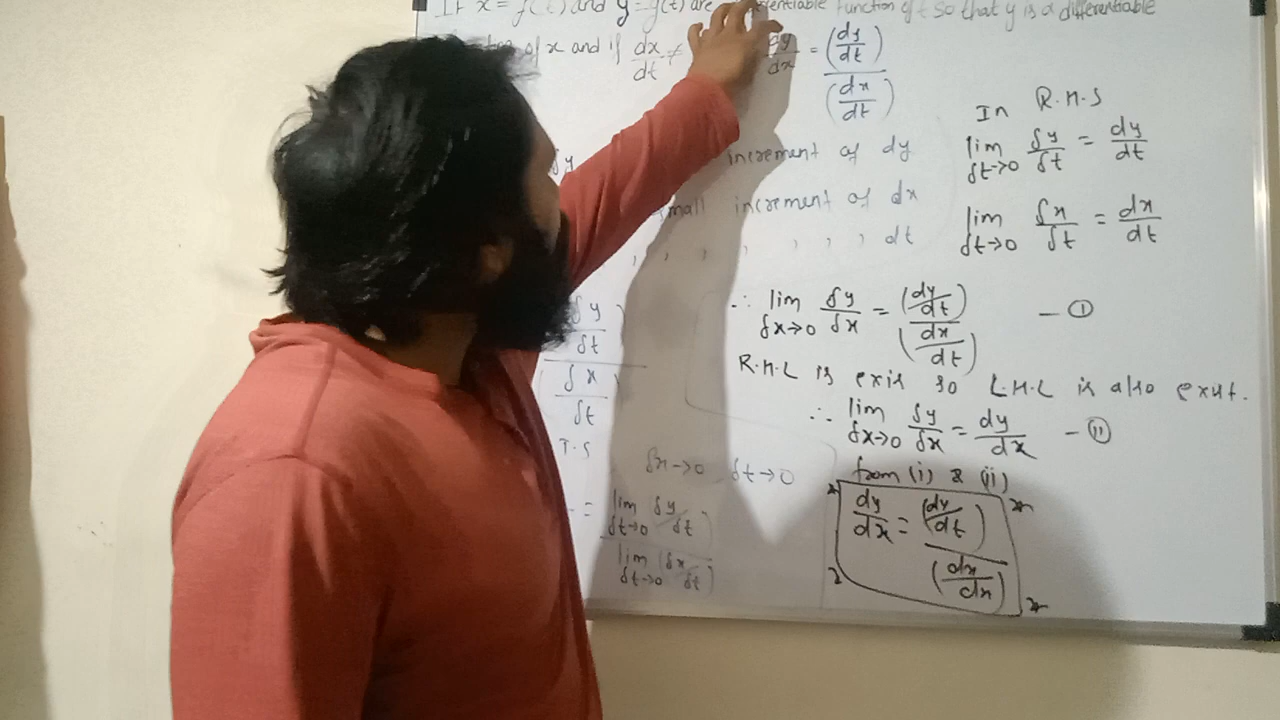 If x = f(t) and y = g(t) are differentiable function of t so that y is a differentiable
of x and if dx/dt ≠ dy/dx = (dy/dt)/(dx/dt)
δy increment of dy
small increment of dx
, , , , , , dt
δy/δt
δx/δt
T.S
δx→0 δt→0
= lim δt→0 (δy/δt)
lim δt→0 (δx/δt)
In R.H.S
lim δt→0 δy/δt = dy/dt
lim δt→0 δx/δt = dx/dt
∴ lim δx→0 δy/δx = (dy/dt)/(dx/dt) – ①
R.H.L is exis so L.H.L is also exist.
∴ lim δx→0 δy/δx = dy/dx – ⑪
from (i) & (ii)
dy/dx = (dy/dt)/(dx/dx)